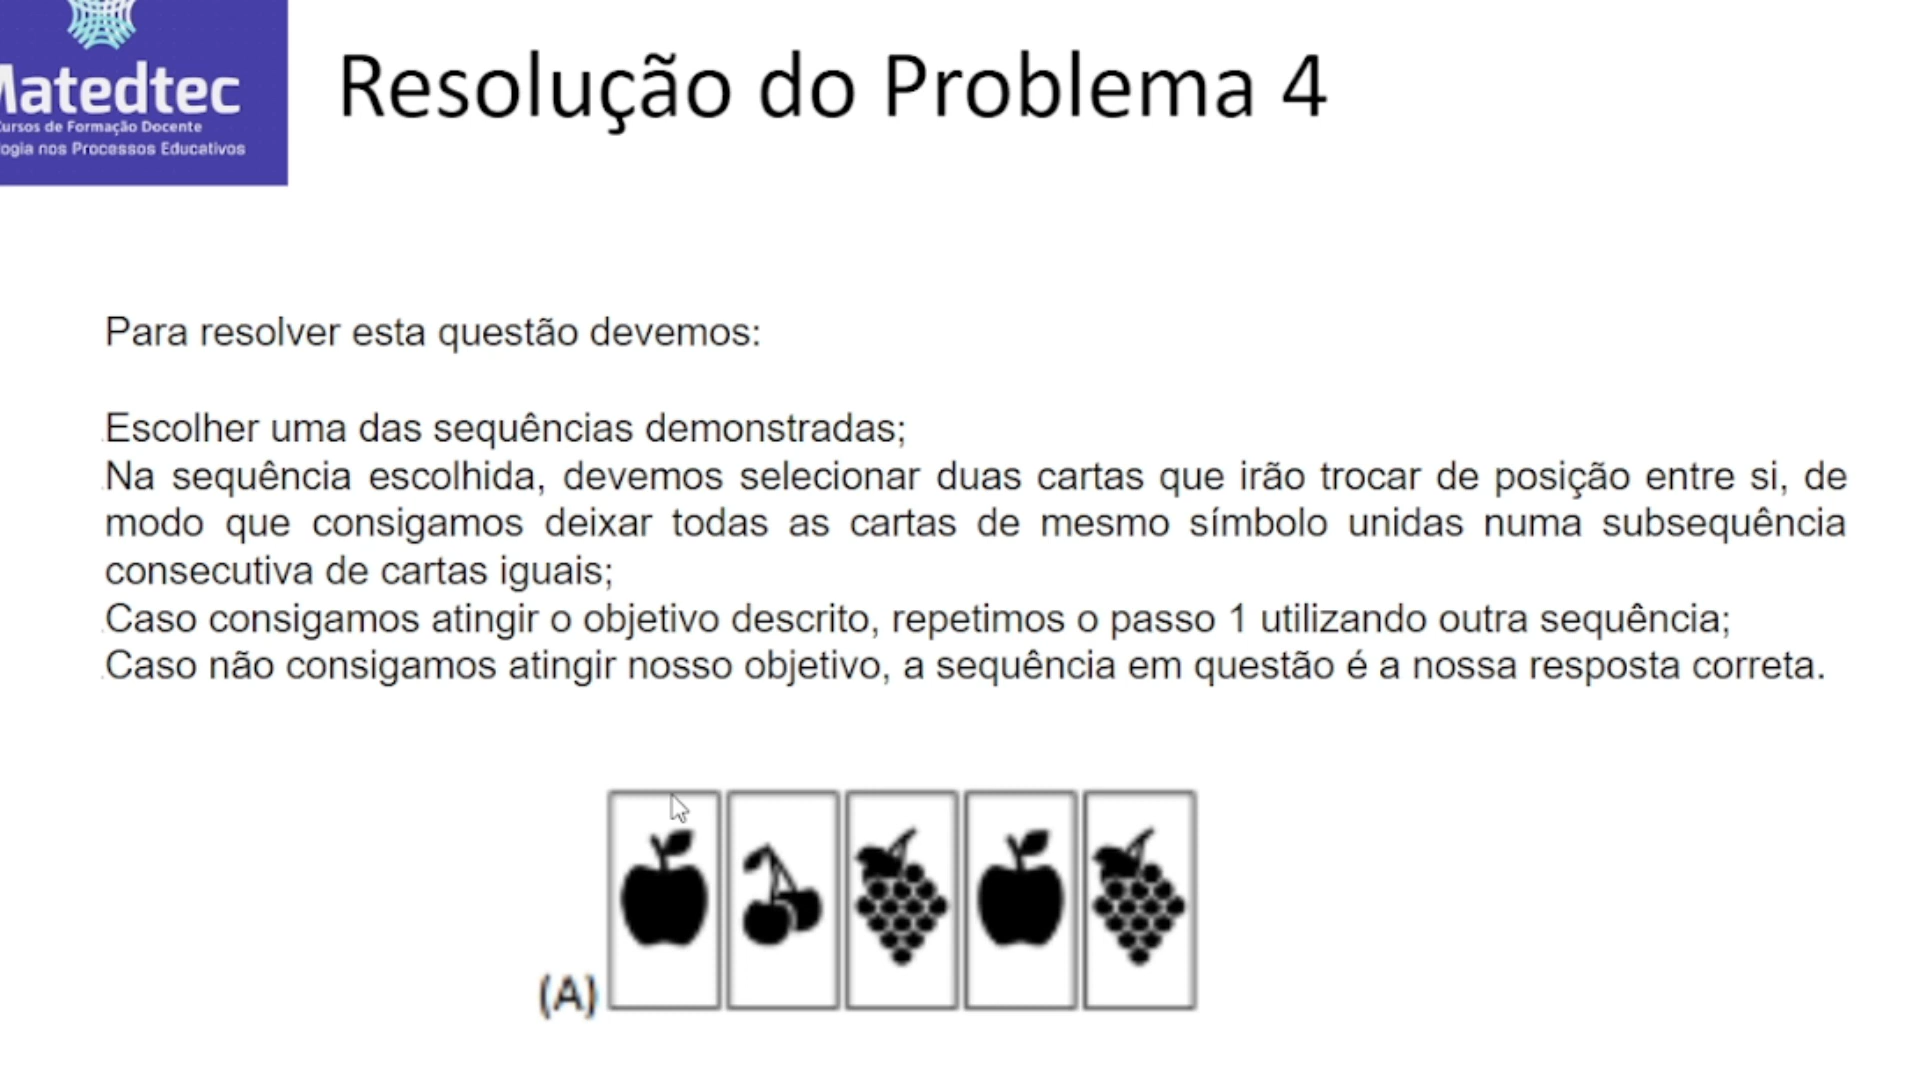 Matedtec
Cursos de Formação Docente
ogia nos Processos Educativos
Resolução do Problema 4
Para resolver esta questão devemos:
Escolher uma das sequências demonstradas;
Na sequência escolhida, devemos selecionar duas cartas que irão trocar de posição entre si, de
modo que consigamos deixar todas as cartas de mesmo símbolo unidas numa subsequência
consecutiva de cartas iguais;
Caso consigamos atingir o objetivo descrito, repetimos o passo 1 utilizando outra sequência;
Caso não consigamos atingir nosso objetivo, a sequência em questão é a nossa resposta correta.
(A)